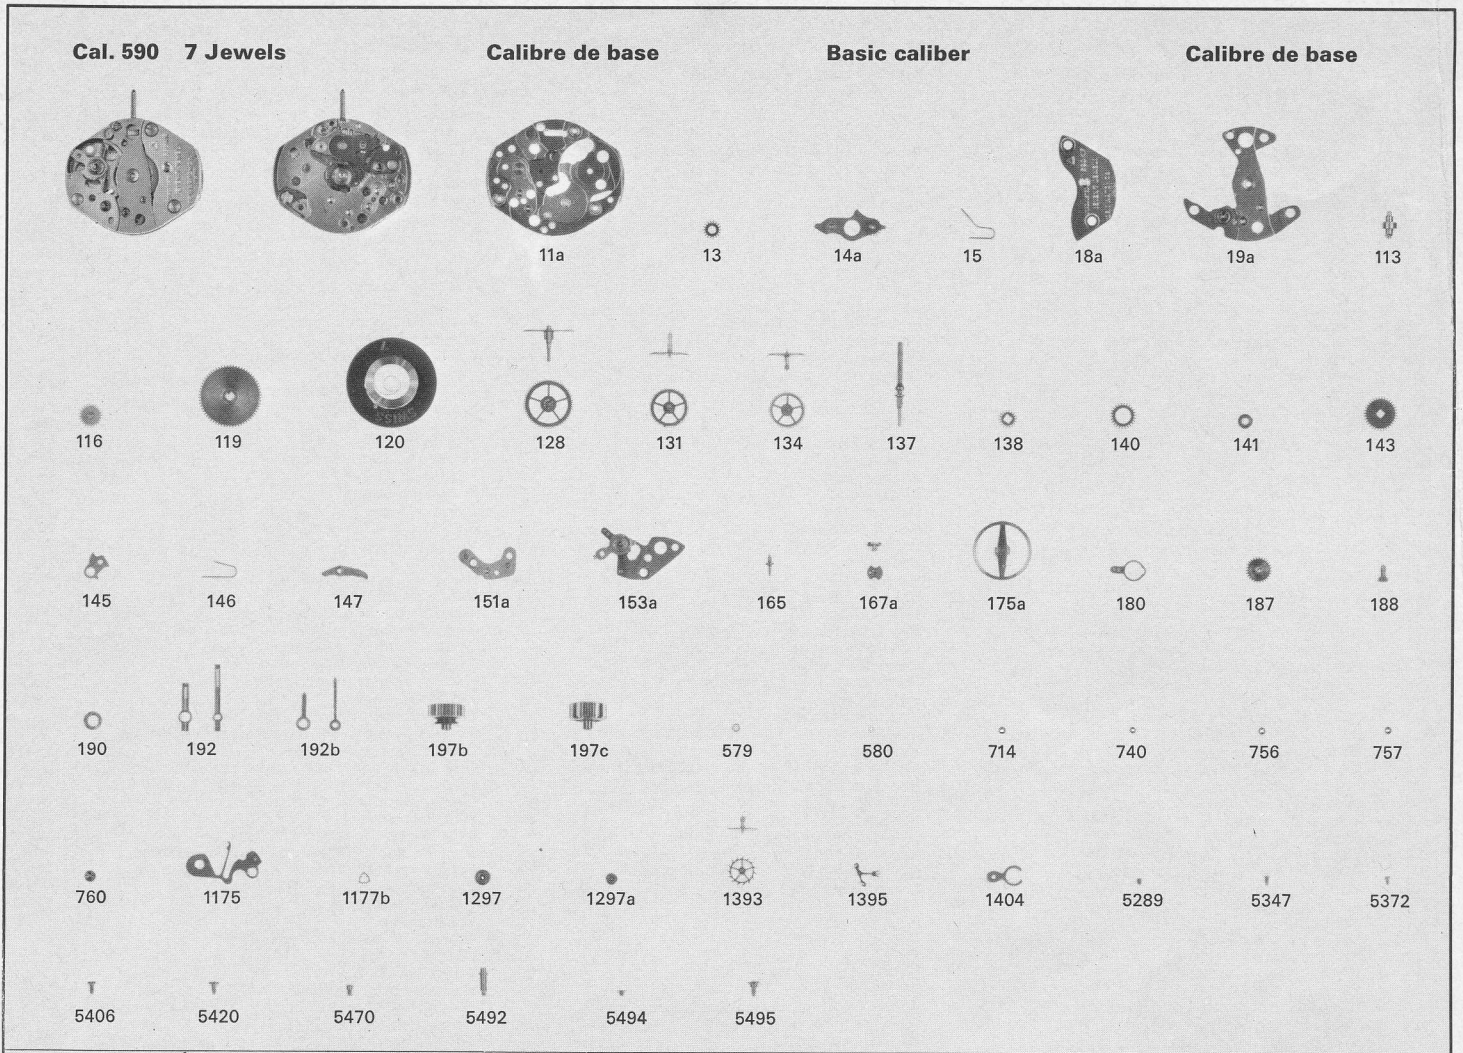 Cal. 590 7 Jewels Calibre de base Basic caliber Calibre de base
11a 13 14a 15 18a 19a 113
SSIMS
116 119 120 128 131 134 137 138 140 141 143
145 146 147 151a 153a 165 167a 175a 180 187 188
190 192 192b 197b 197c 579 580 714 740 756 757
760 1175 1177b 1297 1297a 1393 1395 1404 5289 5347 5372
5406 5420 5470 5492 5494 5495